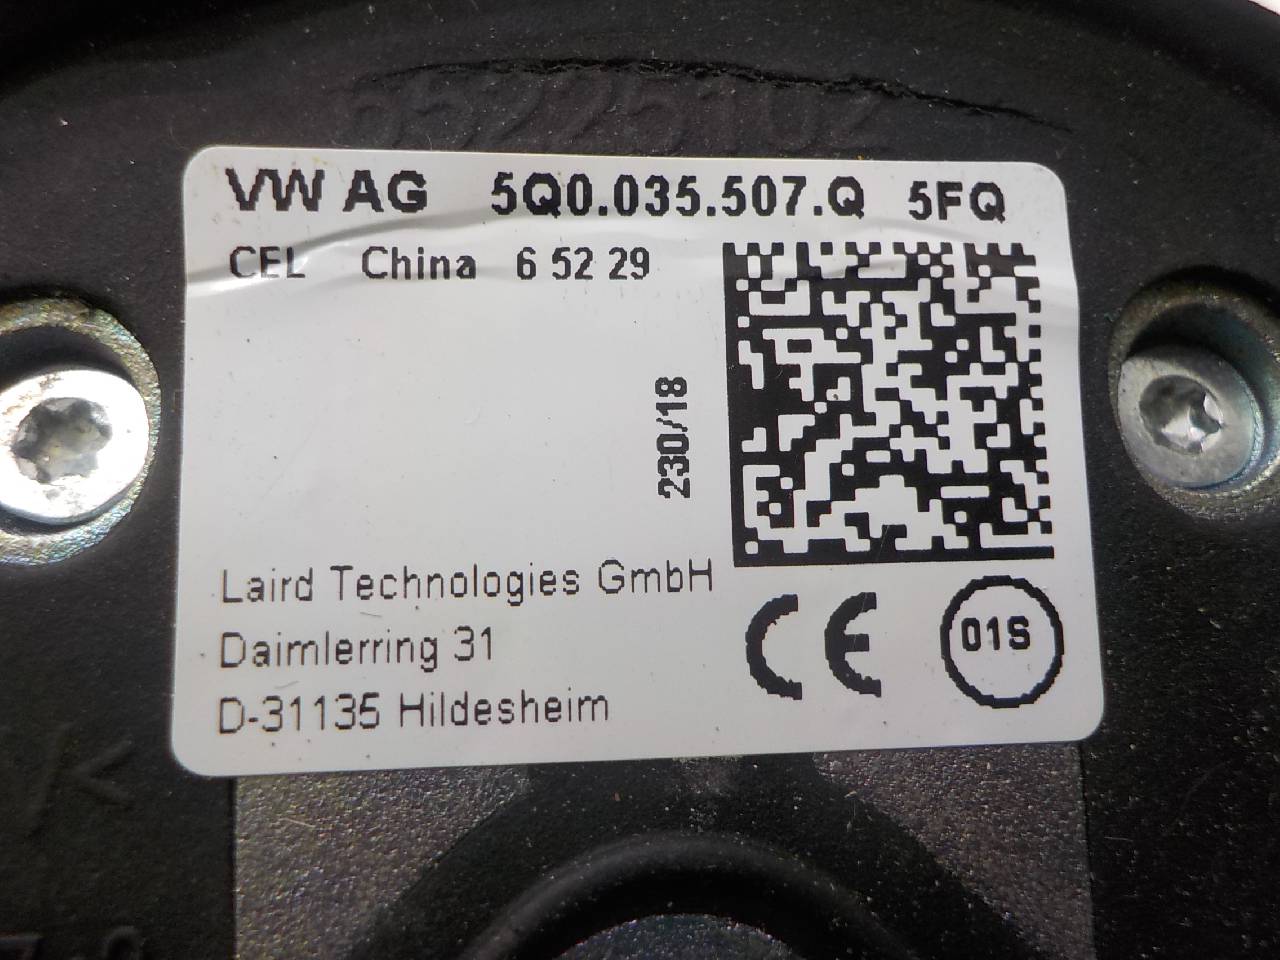 65225102
VW AG 5Q0.035.507.Q 5FQ
CEL China 6 52 29
230/18
Laird Technologies GmbH
Daimlerring 31
D-31135 Hildesheim
CE
01S
K